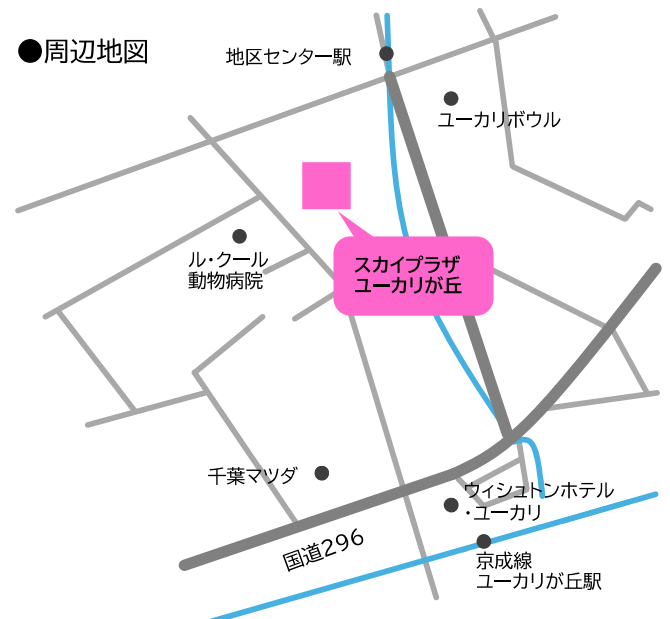 ●周辺地図
地区センター駅
ユーカリボウル
ル・クール
動物病院
スカイプラザ
ユーカリが丘
千葉マツダ
ウィシュトンホテル
・ユーカリ
国道296
京成線
ユーカリが丘駅